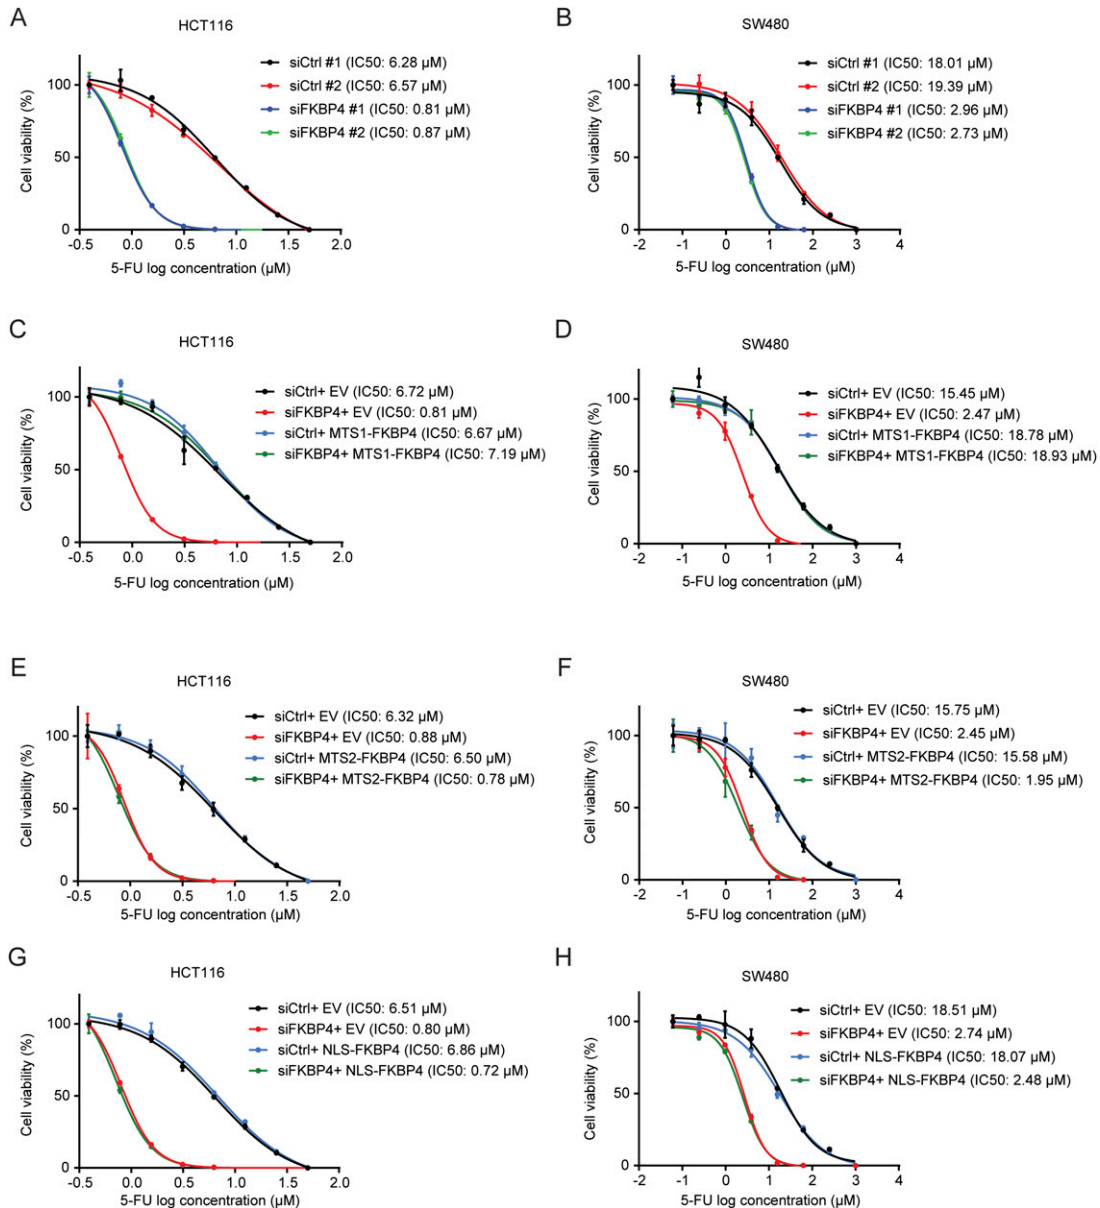 A
HCT116
siCtrl #1 (IC50: 6.28 µM)
siCtrl #2 (IC50: 6.57 µM)
siFKBP4 #1 (IC50: 0.81 µM)
siFKBP4 #2 (IC50: 0.87 µM)
Cell viability (%)
100
50
0
-0.5 0.0 0.5 1.0 1.5 2.0
5-FU log concentration (µM)
B
SW480
siCtrl #1 (IC50: 18.01 µM)
siCtrl #2 (IC50: 19.39 µM)
siFKBP4 #1 (IC50: 2.96 µM)
siFKBP4 #2 (IC50: 2.73 µM)
Cell viability (%)
100
50
0
-2 -1 0 1 2 3 4
5-FU log concentration (µM)
C
HCT116
siCtrl+ EV (IC50: 6.72 µM)
siFKBP4+ EV (IC50: 0.81 µM)
siCtrl+ MTS1-FKBP4 (IC50: 6.67 µM)
siFKBP4+ MTS1-FKBP4 (IC50: 7.19 µM)
Cell viability (%)
100
50
0
-0.5 0.0 0.5 1.0 1.5 2.0
5-FU log concentration (µM)
D
SW480
siCtrl+ EV (IC50: 15.45 µM)
siFKBP4+ EV (IC50: 2.47 µM)
siCtrl+ MTS1-FKBP4 (IC50: 18.78 µM)
siFKBP4+ MTS1-FKBP4 (IC50: 18.93 µM)
Cell viability (%)
100
50
0
-2 -1 0 1 2 3 4
5-FU log concentration (µM)
E
HCT116
siCtrl+ EV (IC50: 6.32 µM)
siFKBP4+ EV (IC50: 0.88 µM)
siCtrl+ MTS2-FKBP4 (IC50: 6.50 µM)
siFKBP4+ MTS2-FKBP4 (IC50: 0.78 µM)
Cell viability (%)
100
50
0
-0.5 0.0 0.5 1.0 1.5 2.0
5-FU log concentration (µM)
F
SW480
siCtrl+ EV (IC50: 15.75 µM)
siFKBP4+ EV (IC50: 2.45 µM)
siCtrl+ MTS2-FKBP4 (IC50: 15.58 µM)
siFKBP4+ MTS2-FKBP4 (IC50: 1.95 µM)
Cell viability (%)
100
50
0
-2 -1 0 1 2 3 4
5-FU log concentration (µM)
G
HCT116
siCtrl+ EV (IC50: 6.51 µM)
siFKBP4+ EV (IC50: 0.80 µM)
siCtrl+ NLS-FKBP4 (IC50: 6.86 µM)
siFKBP4+ NLS-FKBP4 (IC50: 0.72 µM)
Cell viability (%)
100
50
0
-0.5 0.0 0.5 1.0 1.5 2.0
5-FU log concentration (µM)
H
SW480
siCtrl+ EV (IC50: 18.51 µM)
siFKBP4+ EV (IC50: 2.74 µM)
siCtrl+ NLS-FKBP4 (IC50: 18.07 µM)
siFKBP4+ NLS-FKBP4 (IC50: 2.48 µM)
Cell viability (%)
100
50
0
-2 -1 0 1 2 3 4
5-FU log concentration (µM)